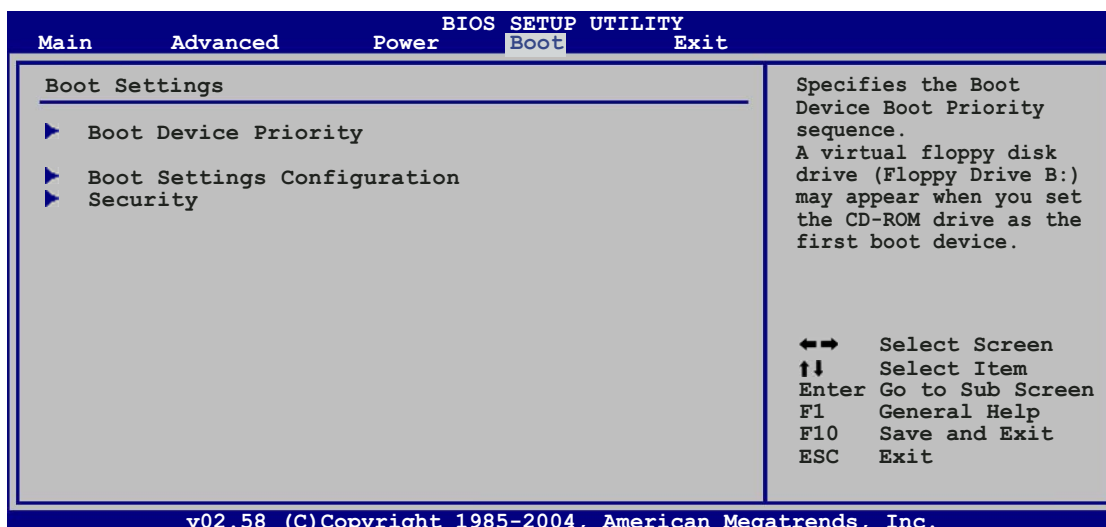 BIOS SETUP UTILITY
Main Advanced Power Boot Exit
Boot Settings
Boot Device Priority
Boot Settings Configuration
Security
Specifies the Boot
Device Boot Priority
sequence.
A virtual floppy disk
drive (Floppy Drive B:)
may appear when you set
the CD-ROM drive as the
first boot device.
Select Screen
Select Item
Enter Go to Sub Screen
F1 General Help
F10 Save and Exit
ESC Exit
v02.58 (C)Copyright 1985-2004, American Megatrends, Inc.